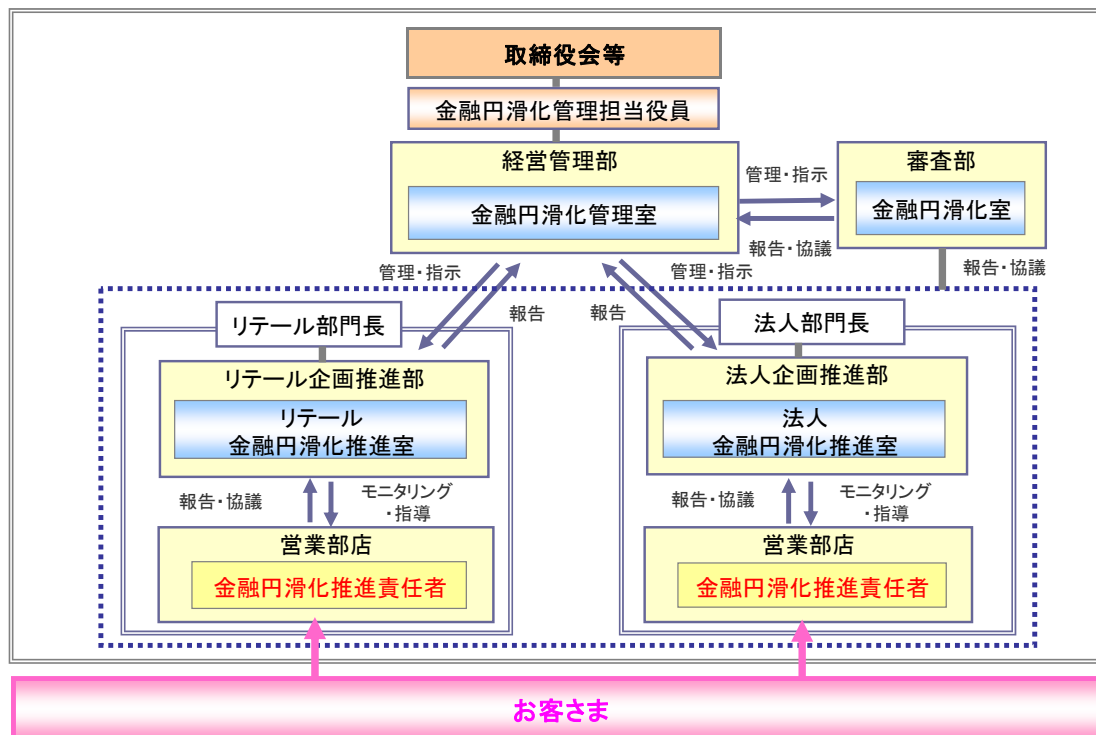 取締役会等
金融円滑化管理担当役員
経営管理部
金融円滑化管理室
管理・指示
審査部
金融円滑化室
報告・協議
管理・指示
報告
報告
管理・指示
報告・協議
リテール部門長
法人部門長
リテール企画推進部
リテール
金融円滑化推進室
法人企画推進部
法人
金融円滑化推進室
報告・協議
モニタリング
・指導
報告・協議
モニタリング
・指導
営業部店
金融円滑化推進責任者
営業部店
金融円滑化推進責任者
お客さま